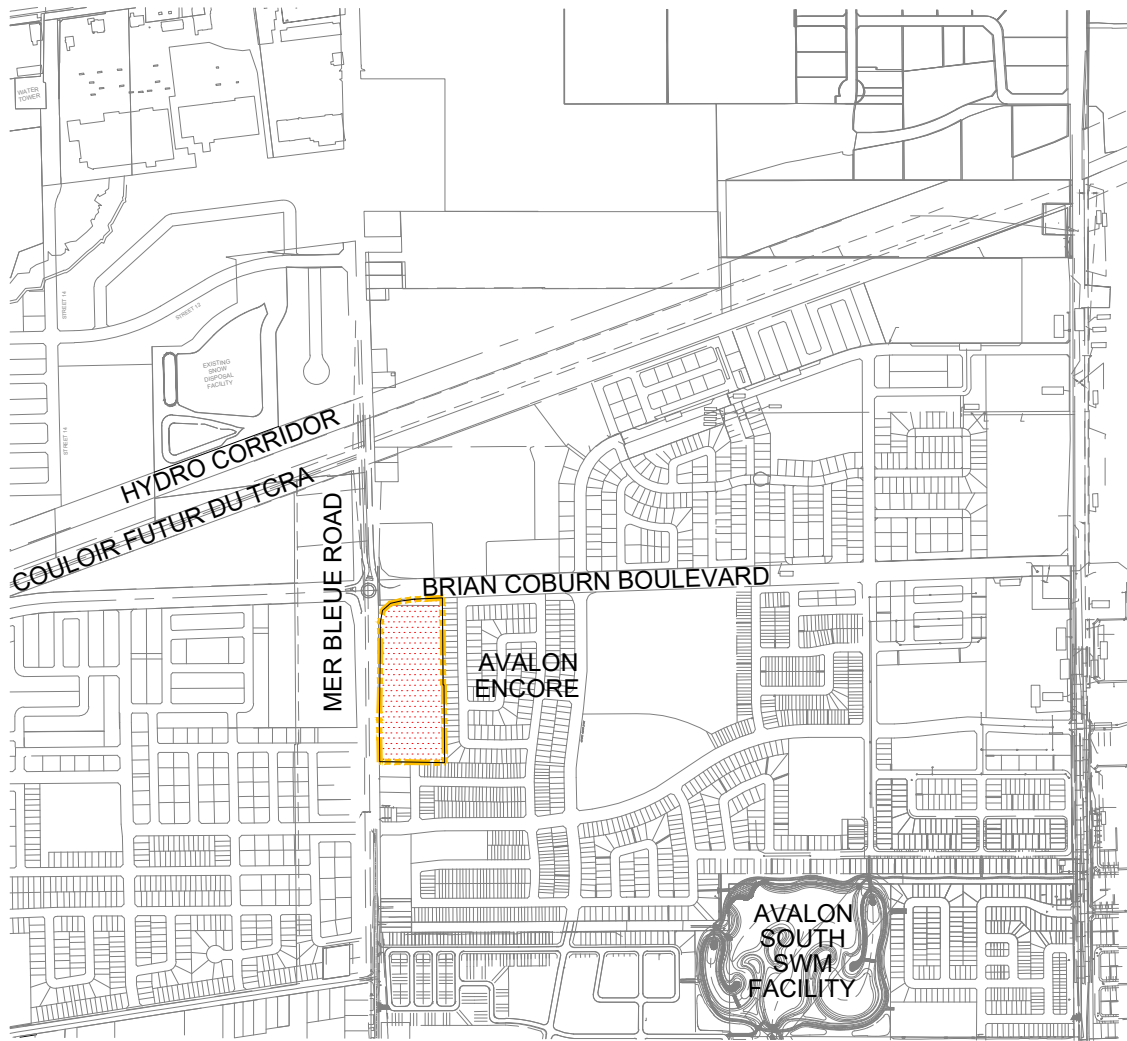 WATER
TOWER
STREET 14
STREET 12
EXISTING
SNOW
DISPOSAL
FACILITY
STREET 14
HYDRO CORRIDOR
COULOIR FUTUR DU TCRA
MER BLEUE ROAD
BRIAN COBURN BOULEVARD
AVALON
ENCORE
AVALON
SOUTH
SWM
FACILITY